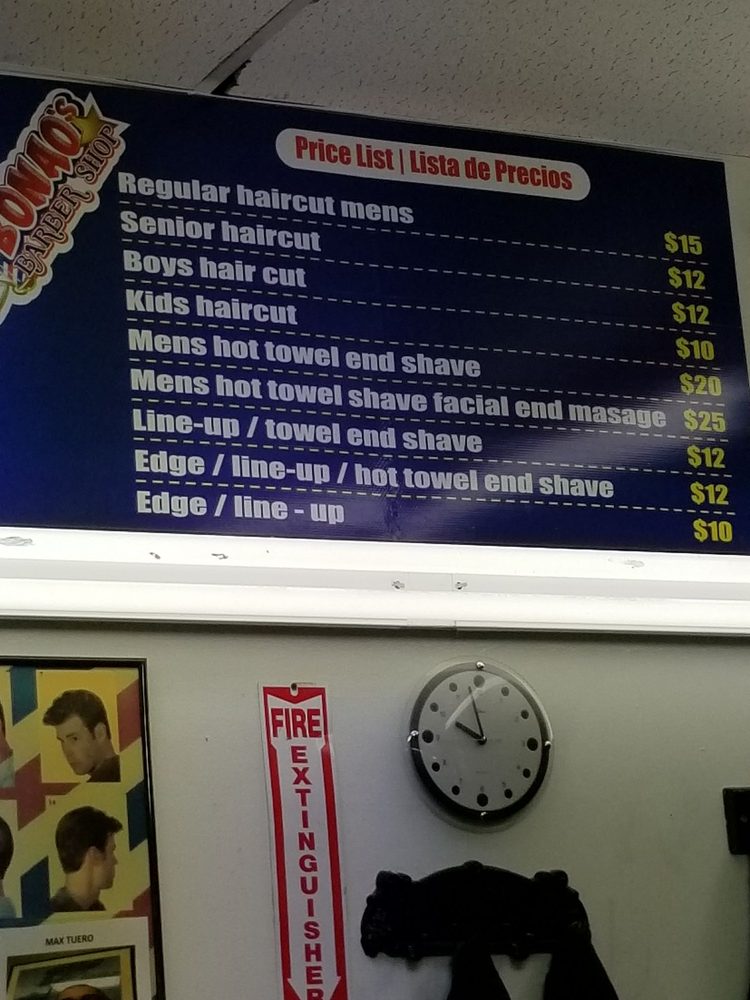 BONAO'S
BARBER SHOP
Price List | Lista de Precios
Regular haircut mens $15
Senior haircut $12
Boys hair cut $12
Kids haircut $10
Mens hot towel end shave $20
Mens hot towel shave facial end masage $25
Line-up / towel end shave $12
Edge / line-up / hot towel end shave $12
Edge / line - up $10
FIRE
EXTINGUISHER
MAX TUERO